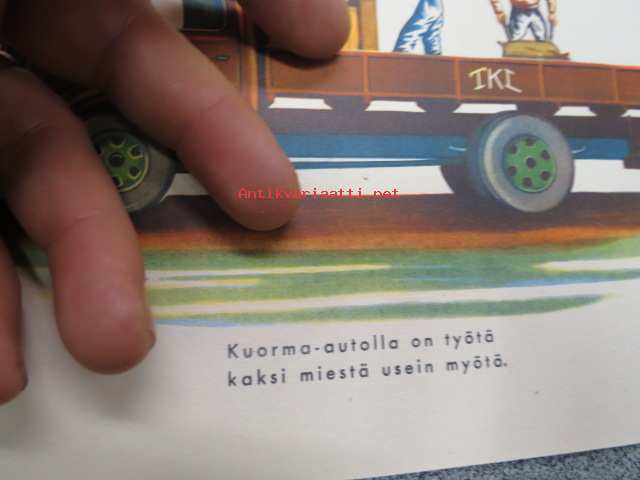 IKL
Antikvariaatti.net
Kuorma-autolla on työtä
kaksi miestä usein myötä.